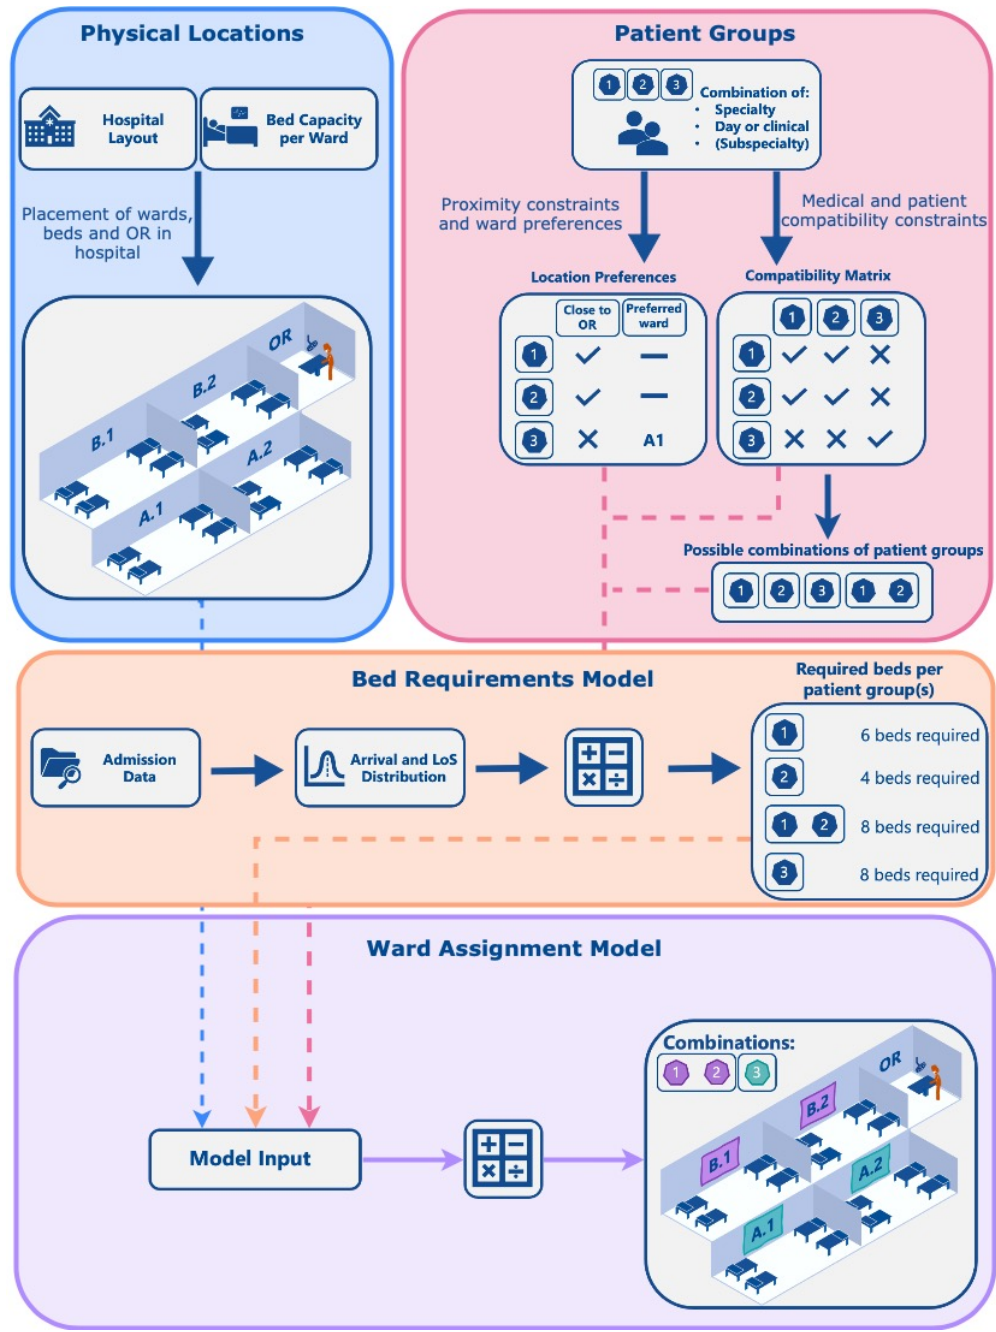 Physical Locations
Hospital
Layout
Bed Capacity
per Ward
Placement of wards,
beds and OR in
hospital
OR
B.2
B.1
A.2
A.1
Patient Groups
1 2 3
Combination of:
• Specialty
• Day or clinical
• (Subspecialty)
Proximity constraints
and ward preferences
Medical and patient
compatibility constraints
Location Preferences
Close to
OR
Preferred
ward
1
2
3 A1
Compatibility Matrix
1 2 3
1
2
3
Possible combinations of patient groups
1 2 3 1 2
Bed Requirements Model
Admission
Data
Arrival and LoS
Distribution
Required beds per
patient group(s)
1 6 beds required
2 4 beds required
1 2 8 beds required
3 8 beds required
Ward Assignment Model
Model Input
Combinations:
1 2 3
OR
B.2
B.1
A.2
A.1